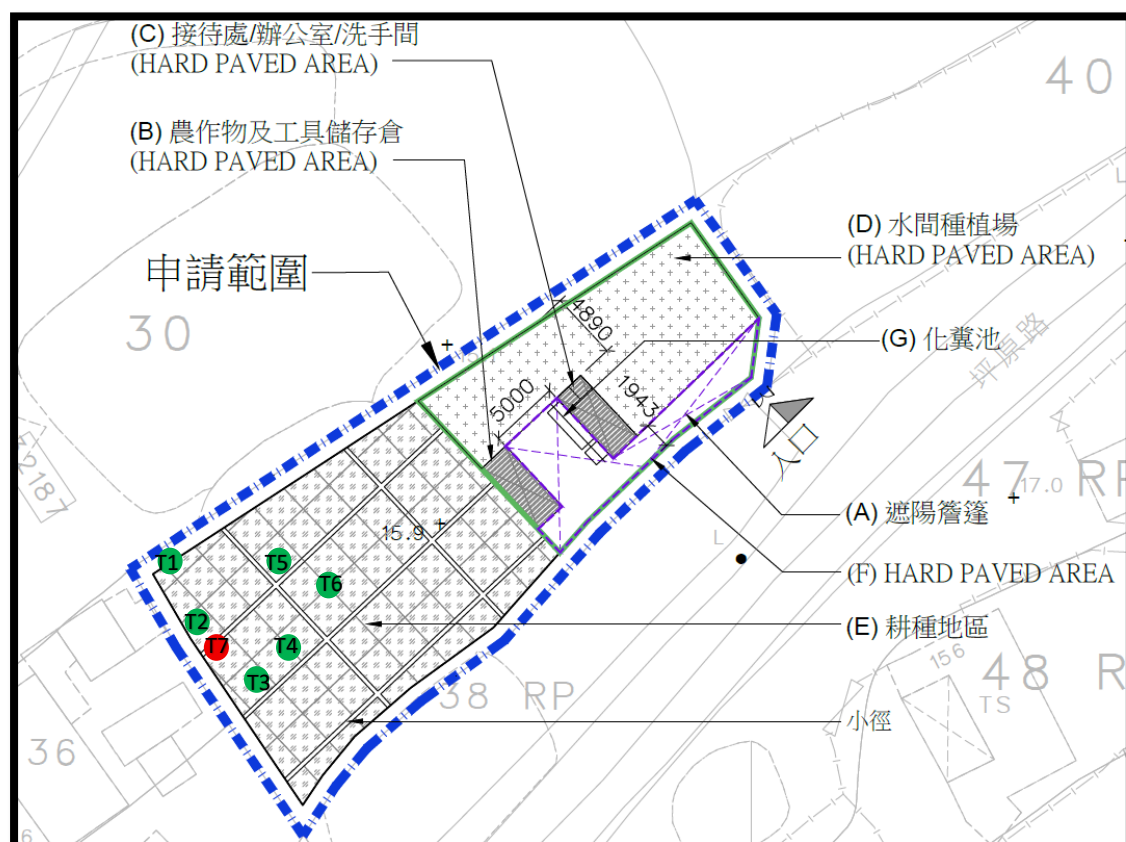 (C) 接待處/辦公室/洗手間
(HARD PAVED AREA)
40
(B) 農作物及工具儲存倉
(HARD PAVED AREA)
L
(D) 水間種植場
(HARD PAVED AREA)
申請範圍
30
4890
(G) 化糞池
坪原路
5000
1943
入口
2187
47 RP
17.0
(A) 遮陽簷篷
15.9
L
T1
T5
T6
(F) HARD PAVED AREA
T2
T7
T4
(E) 耕種地區
T3
156
48 R
38 RP
TS
小徑
36
6